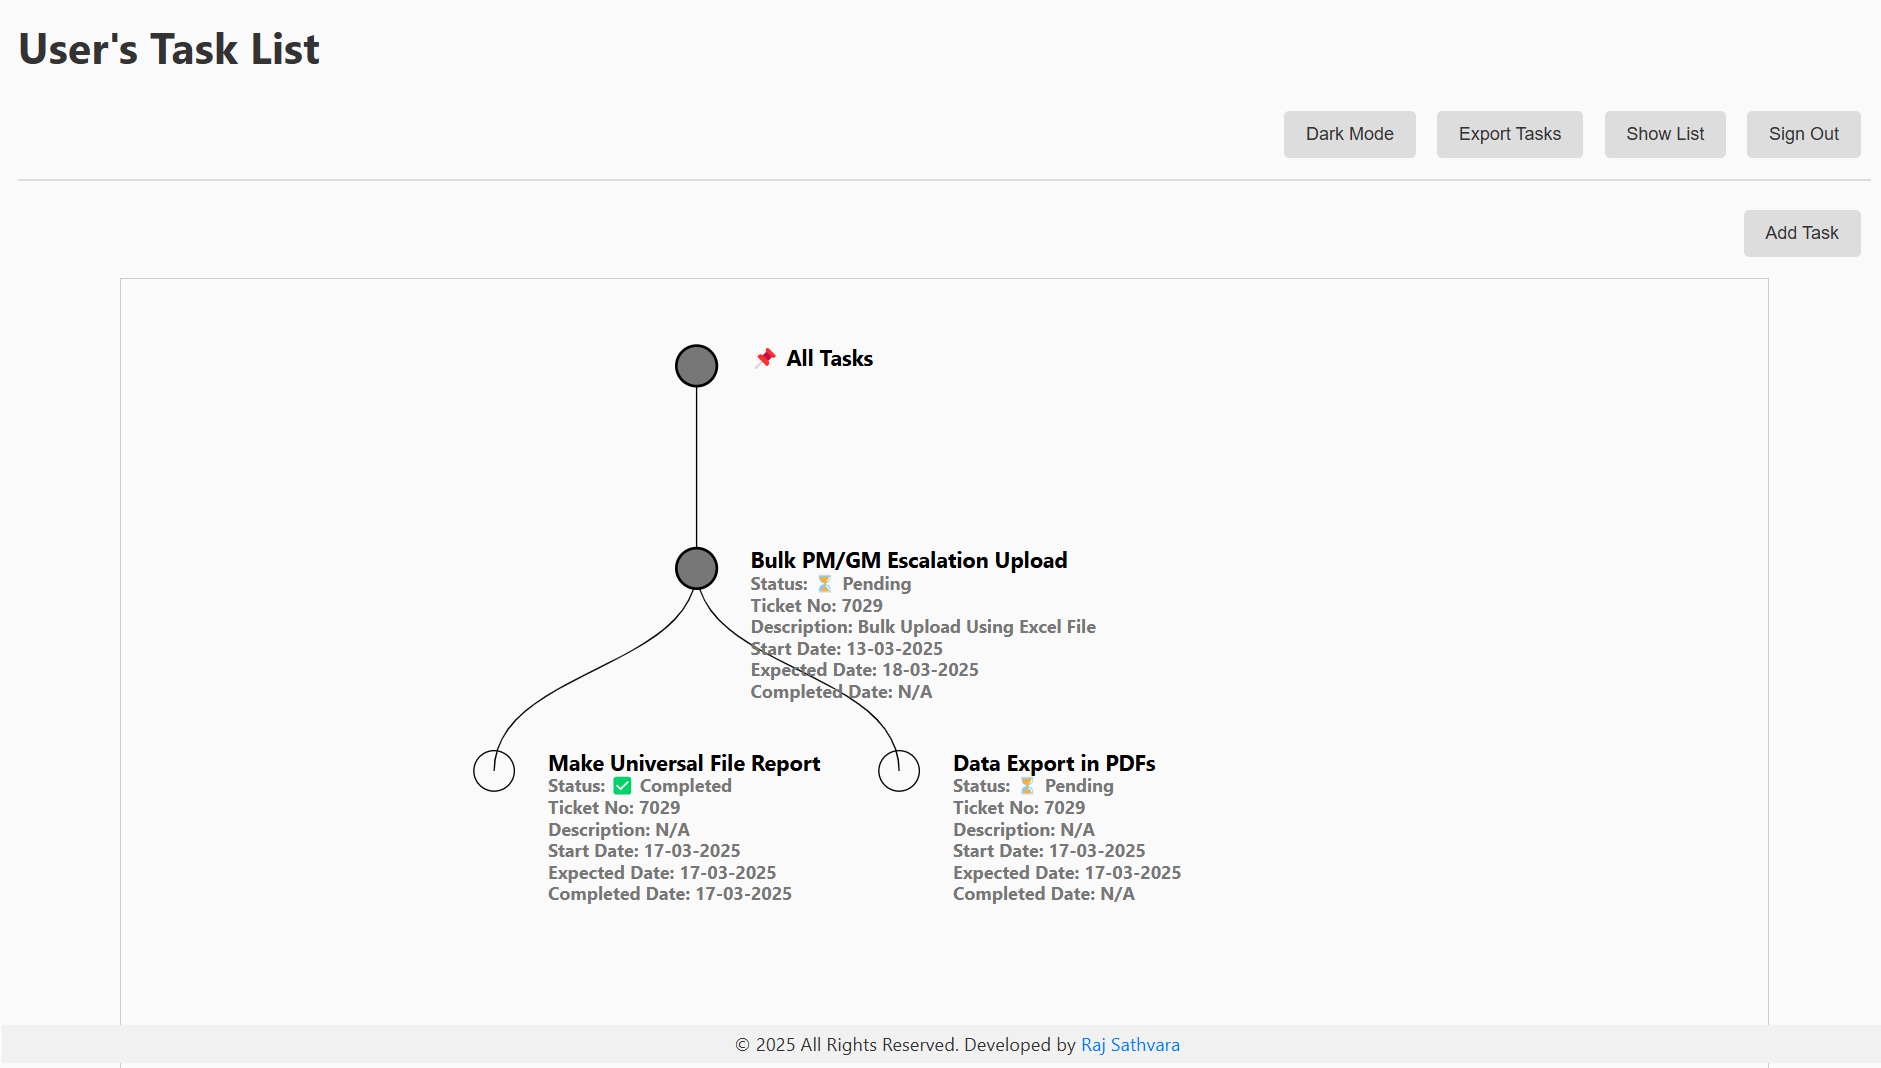 User's Task List
Dark Mode
Export Tasks
Show List
Sign Out
Add Task
📌 All Tasks
Bulk PM/GM Escalation Upload
Status: ⏳ Pending
Ticket No: 7029
Description: Bulk Upload Using Excel File
Start Date: 13-03-2025
Expected Date: 18-03-2025
Completed Date: N/A
Make Universal File Report
Status: ✅ Completed
Ticket No: 7029
Description: N/A
Start Date: 17-03-2025
Expected Date: 17-03-2025
Completed Date: 17-03-2025
Data Export in PDFs
Status: ⏳ Pending
Ticket No: 7029
Description: N/A
Start Date: 17-03-2025
Expected Date: 17-03-2025
Completed Date: N/A
© 2025 All Rights Reserved. Developed by Raj Sathvara